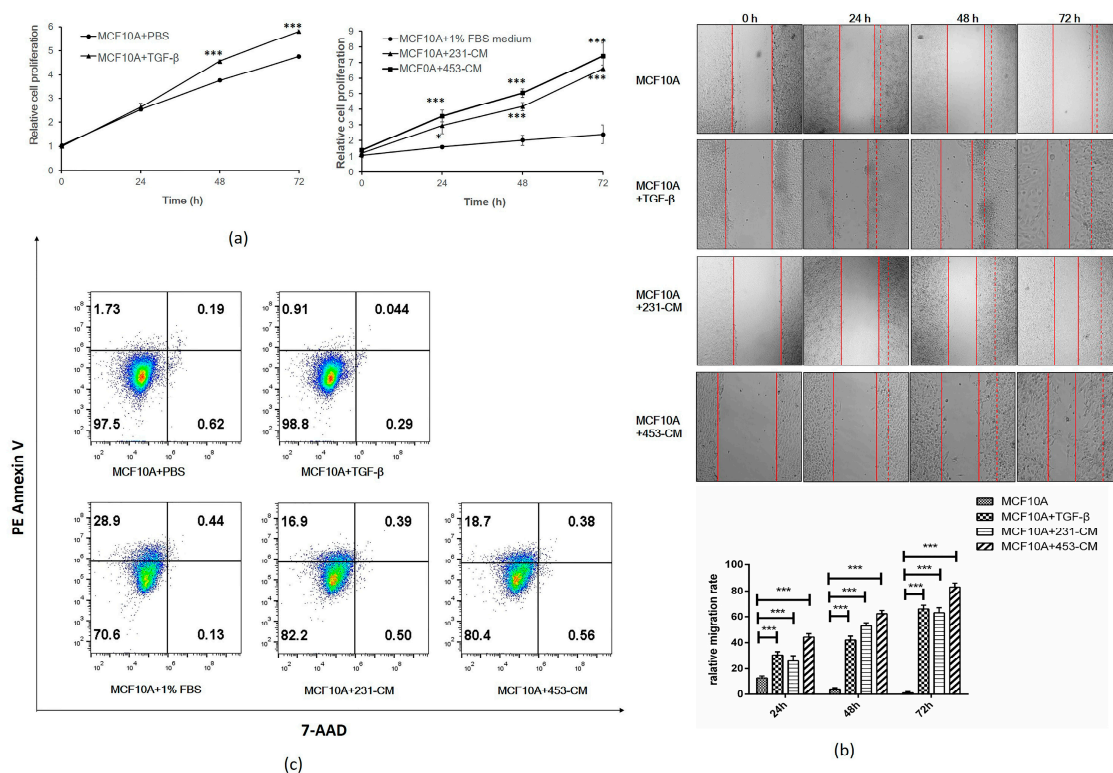 MCF10A+PBS
MCF10A+TGF-β
***
***
Relative cell proliferation
6
5
4
3
2
1
0
0
24
48
72
Time (h)
MCF10A+1% FBS medium
MCF10A+231-CM
MCF0A+453-CM
***
***
***
***
***
*
Relative cell proliferation
9
8
7
6
5
4
3
2
1
0
0
24
48
72
Time (h)
(a)
0 h
24 h
48 h
72 h
MCF10A
MCF10A
+TGF-β
MCF10A
+231-CM
MCF10A
+453-CM
MCF10A
MCF10A+TGF-β
MCF10A+231-CM
MCF10A+453-CM
ralative migration rate
100
80
60
40
20
0
***
***
***
***
***
***
***
***
***
24h
48h
72h
(b)
PE Annexin V
1.73
0.19
97.5
0.62
MCF10A+PBS
0.91
0.044
98.8
0.29
MCF10A+TGF-β
28.9
0.44
70.6
0.13
MCF10A+1% FBS
16.9
0.39
82.2
0.50
MCF10A+231-CM
18.7
0.38
80.4
0.56
MCF10A+453-CM
7-AAD
(c)